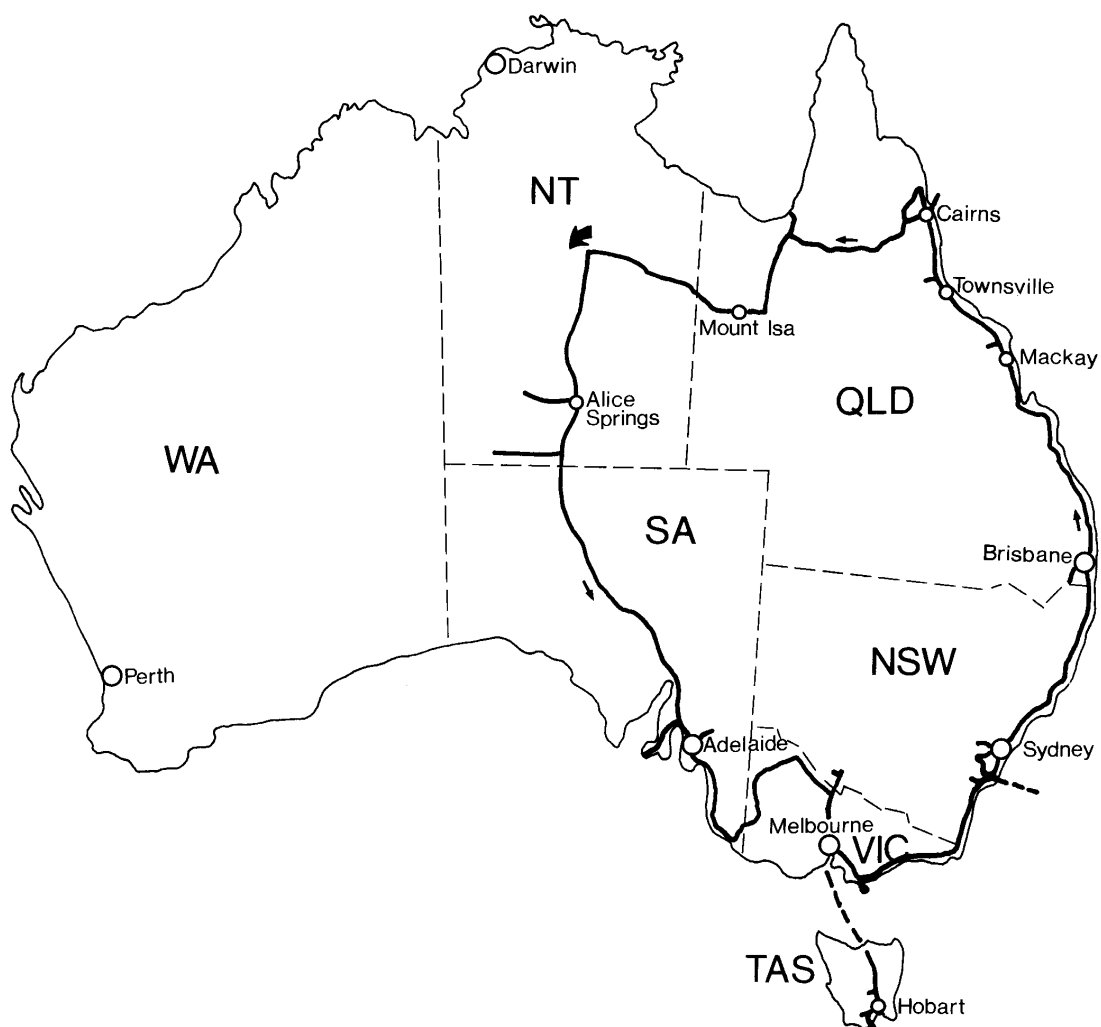 Darwin
NT
Cairns
Townsville
Mount Isa
Mackay
Alice
Springs
QLD
WA
SA
Brisbane
NSW
Perth
Adelaide
Sydney
Melbourne
VIC
TAS
Hobart